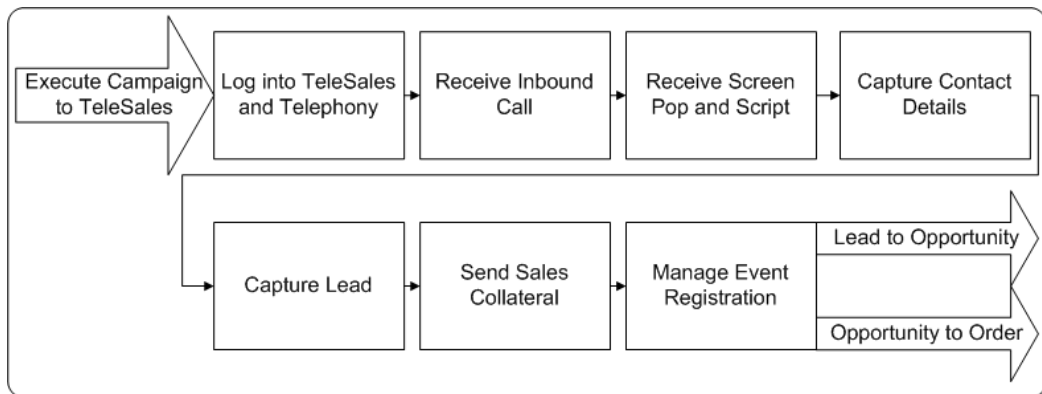 Execute Campaign
to TeleSales
Log into TeleSales
and Telephony
Receive Inbound
Call
Receive Screen
Pop and Script
Capture Contact
Details
Capture Lead
Send Sales
Collateral
Manage Event
Registration
Lead to Opportunity
Opportunity to Order